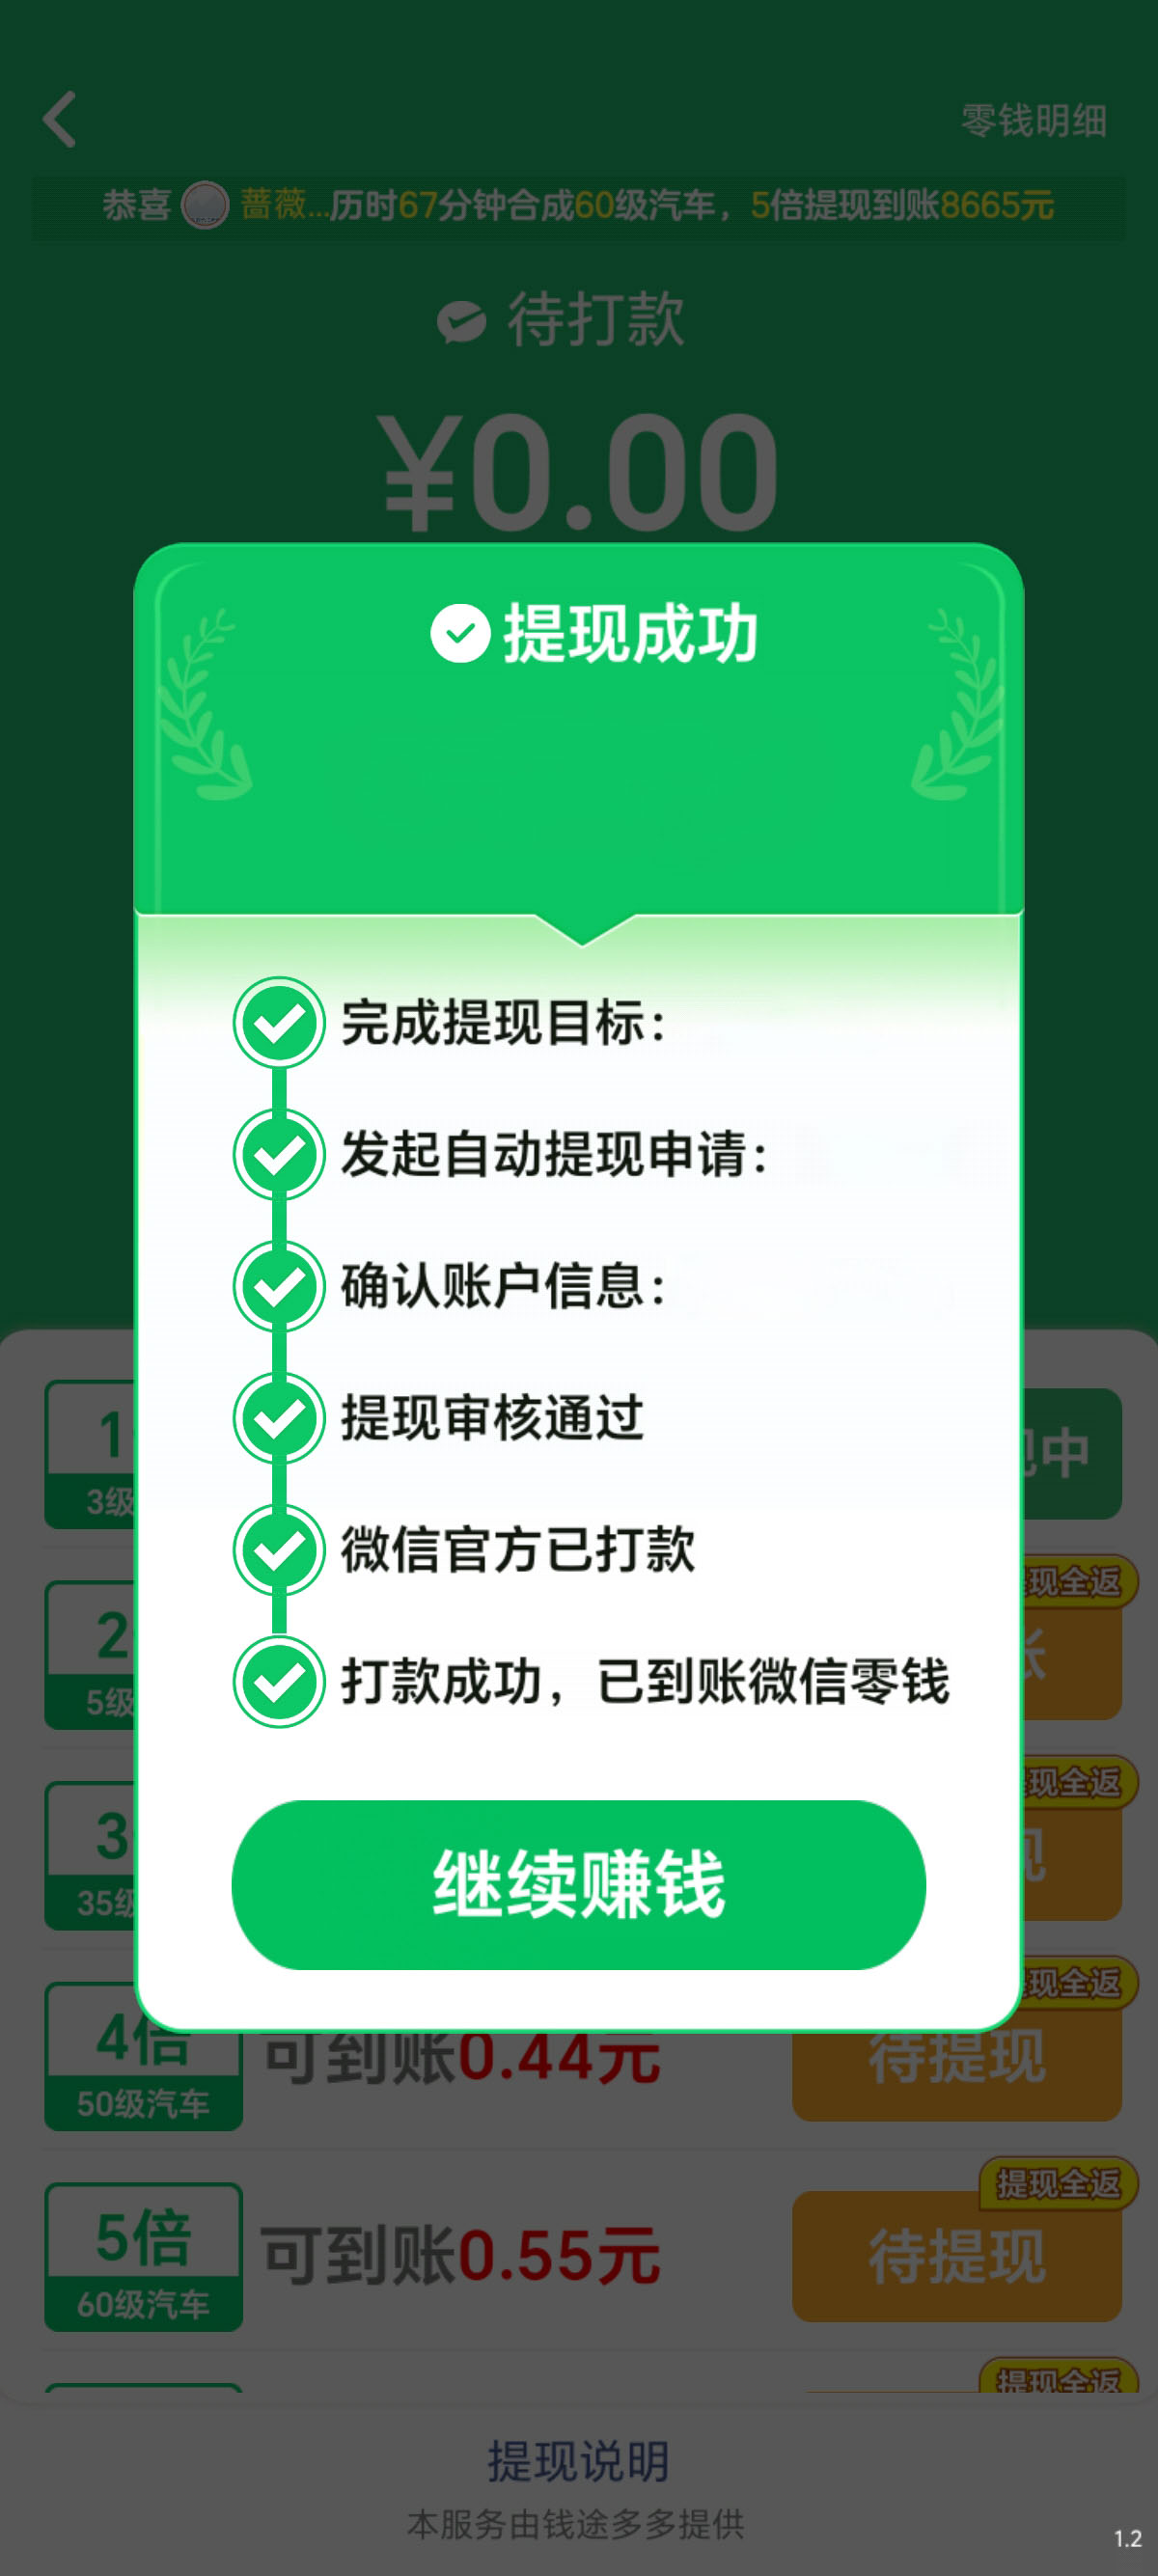 零钱明细
恭喜 蔷薇...历时67分钟合成60级汽车，5倍提现到账8665元
待打款
¥0.00
提现成功
完成提现目标：
发起自动提现申请：
确认账户信息：
提现审核通过
微信官方已打款
打款成功，已到账微信零钱
继续赚钱
1
3级
中
2
5级
现全返
3
35级
现全返
4倍
50级汽车
可到账0.44元
现全返
待提现
5倍
60级汽车
可到账0.55元
提现全返
待提现
提现全返
提现说明
本服务由钱途多多提供
1.2